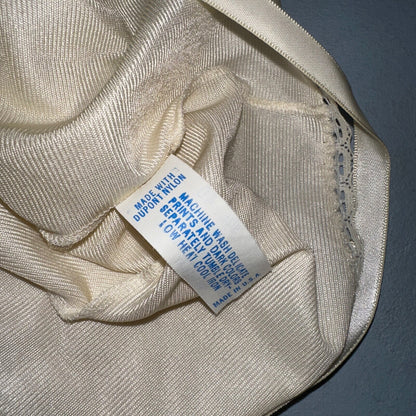 MADE WITH
DUPONT NYLON
MACHINE WASH DELICATE
PRINTS AND DARK COLORS
SEPARATELY TUMBLE DRY
LOW HEAT COOL IRON
MADE IN U.S.A.